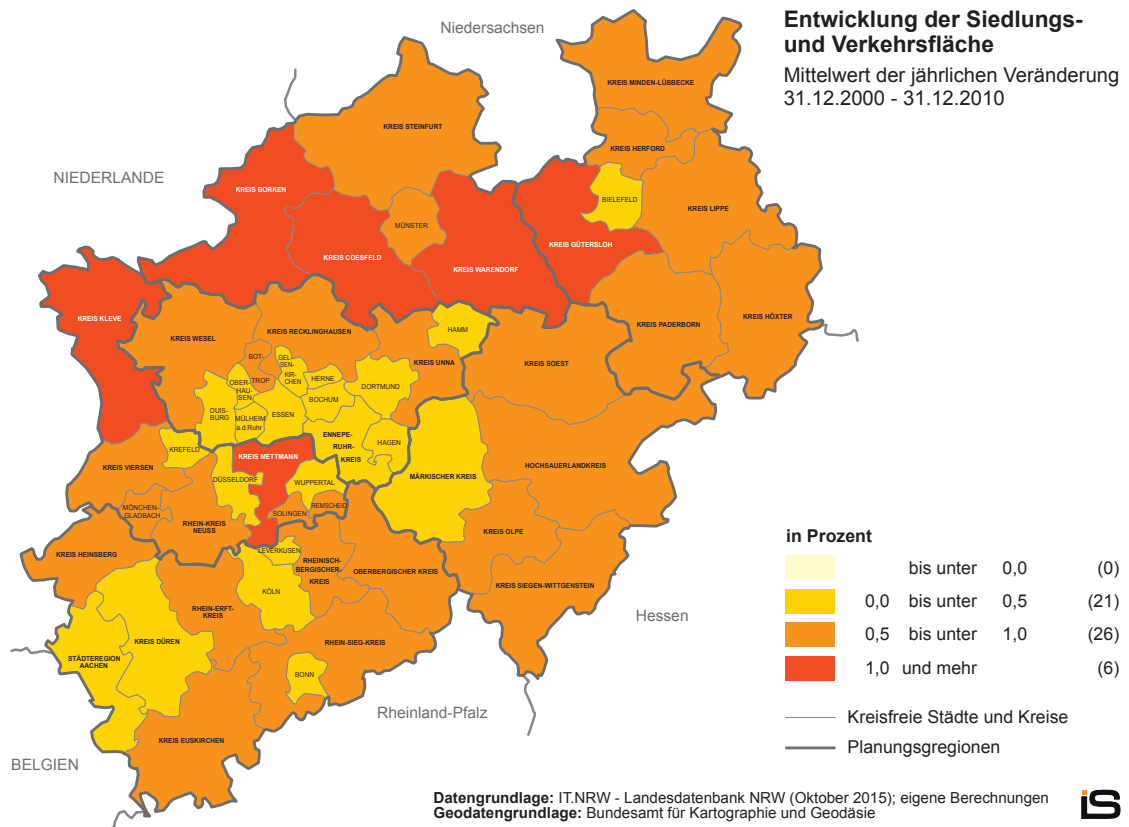 Entwicklung der Siedlungs-
und Verkehrsfläche
Mittelwert der jährlichen Veränderung
31.12.2000 - 31.12.2010
Niedersachsen
NIEDERLANDE
KREIS MINDEN-LÜBBECKE
KREIS STEINFURT
KREIS HERFORD
KREIS BORKEN
BIELEFELD
KREIS LIPPE
MÜNSTER
KREIS GÜTERSLOH
KREIS COESFELD
KREIS WARENDORF
KREIS KLEVE
KREIS HÖXTER
KREIS PADERBORN
KREIS WESEL
KREIS RECKLINGHAUSEN
HAMM
KREIS UNNA
KREIS SOEST
BOT-
TROP
GEL-
SEN-
KIR-
CHEN
OBER-
HAU-
SEN
HERNE
DORTMUND
BOCHUM
DUIS-
BURG
MÜLHEIM
a.d.Ruhr
ESSEN
ENNEPE-
RUHR-
KREIS
HAGEN
KREFELD
KREIS METTMANN
KREIS VIERSEN
MÄRKISCHER KREIS
HOCHSAUERLANDKREIS
DÜSSELDORF
WUPPERTAL
MÖNCHEN-
GLADBACH
SOLINGEN
REMSCHEID
RHEIN-KREIS
NEUSS
KREIS OLPE
KREIS HEINSBERG
LEVERKUSEN
RHEINISCH-
BERGISCHER-
KREIS
OBERBERGISCHER KREIS
KREIS SIEGEN-WITTGENSTEIN
KÖLN
RHEIN-ERFT-
KREIS
KREIS DÜREN
RHEIN-SIEG-KREIS
STÄDTEREGION
AACHEN
BONN
KREIS EUSKIRCHEN
Hessen
Rheinland-Pfalz
BELGIEN
in Prozent
bis unter 0,0 (0)
0,0 bis unter 0,5 (21)
0,5 bis unter 1,0 (26)
1,0 und mehr (6)
Kreisfreie Städte und Kreise
Planungsregionen
Datengrundlage: IT.NRW - Landesdatenbank NRW (Oktober 2015); eigene Berechnungen
Geodatengrundlage: Bundesamt für Kartographie und Geodäsie
iS